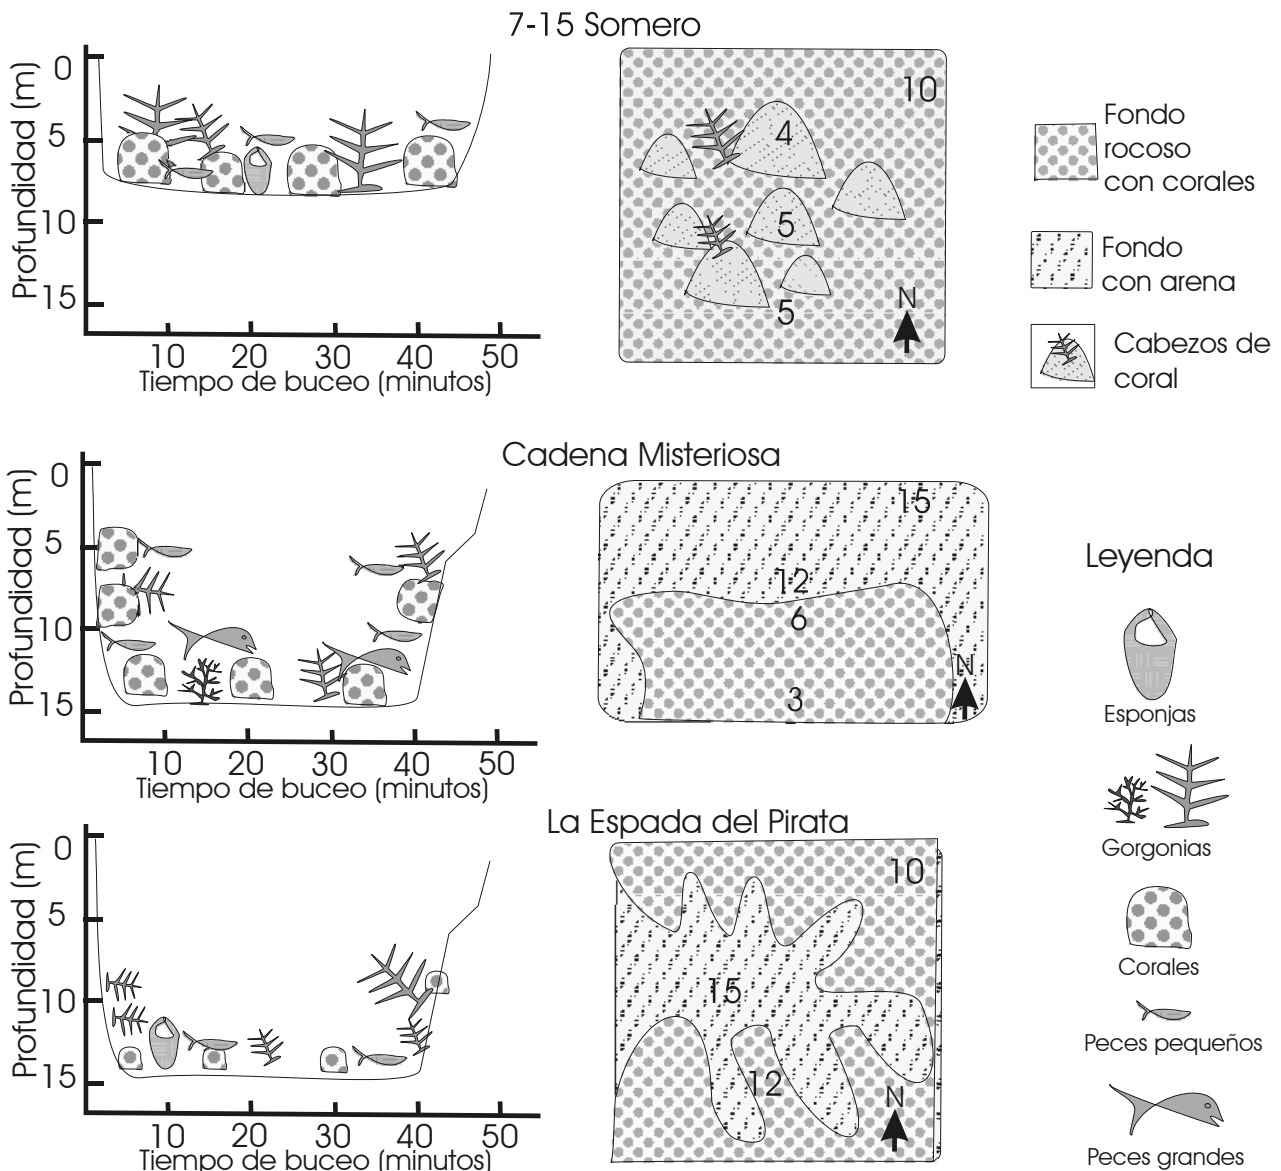 7-15 Somero
Profundidad (m)
0
5
10
15
10 20 30 40 50
Tiempo de buceo (minutos)
10
4
5
5
N
Fondo
rocoso
con corales
Fondo
con arena
Cabezos de
coral
Cadena Misteriosa
Profundidad (m)
0
5
10
15
10 20 30 40 50
Tiempo de buceo (minutos)
15
12
6
3
N
La Espada del Pirata
Profundidad (m)
0
5
10
15
10 20 30 40 50
Tiempo de buceo (minutos)
10
15
12
N
Leyenda
Esponjas
Gorgonias
Corales
Peces pequeños
Peces grandes